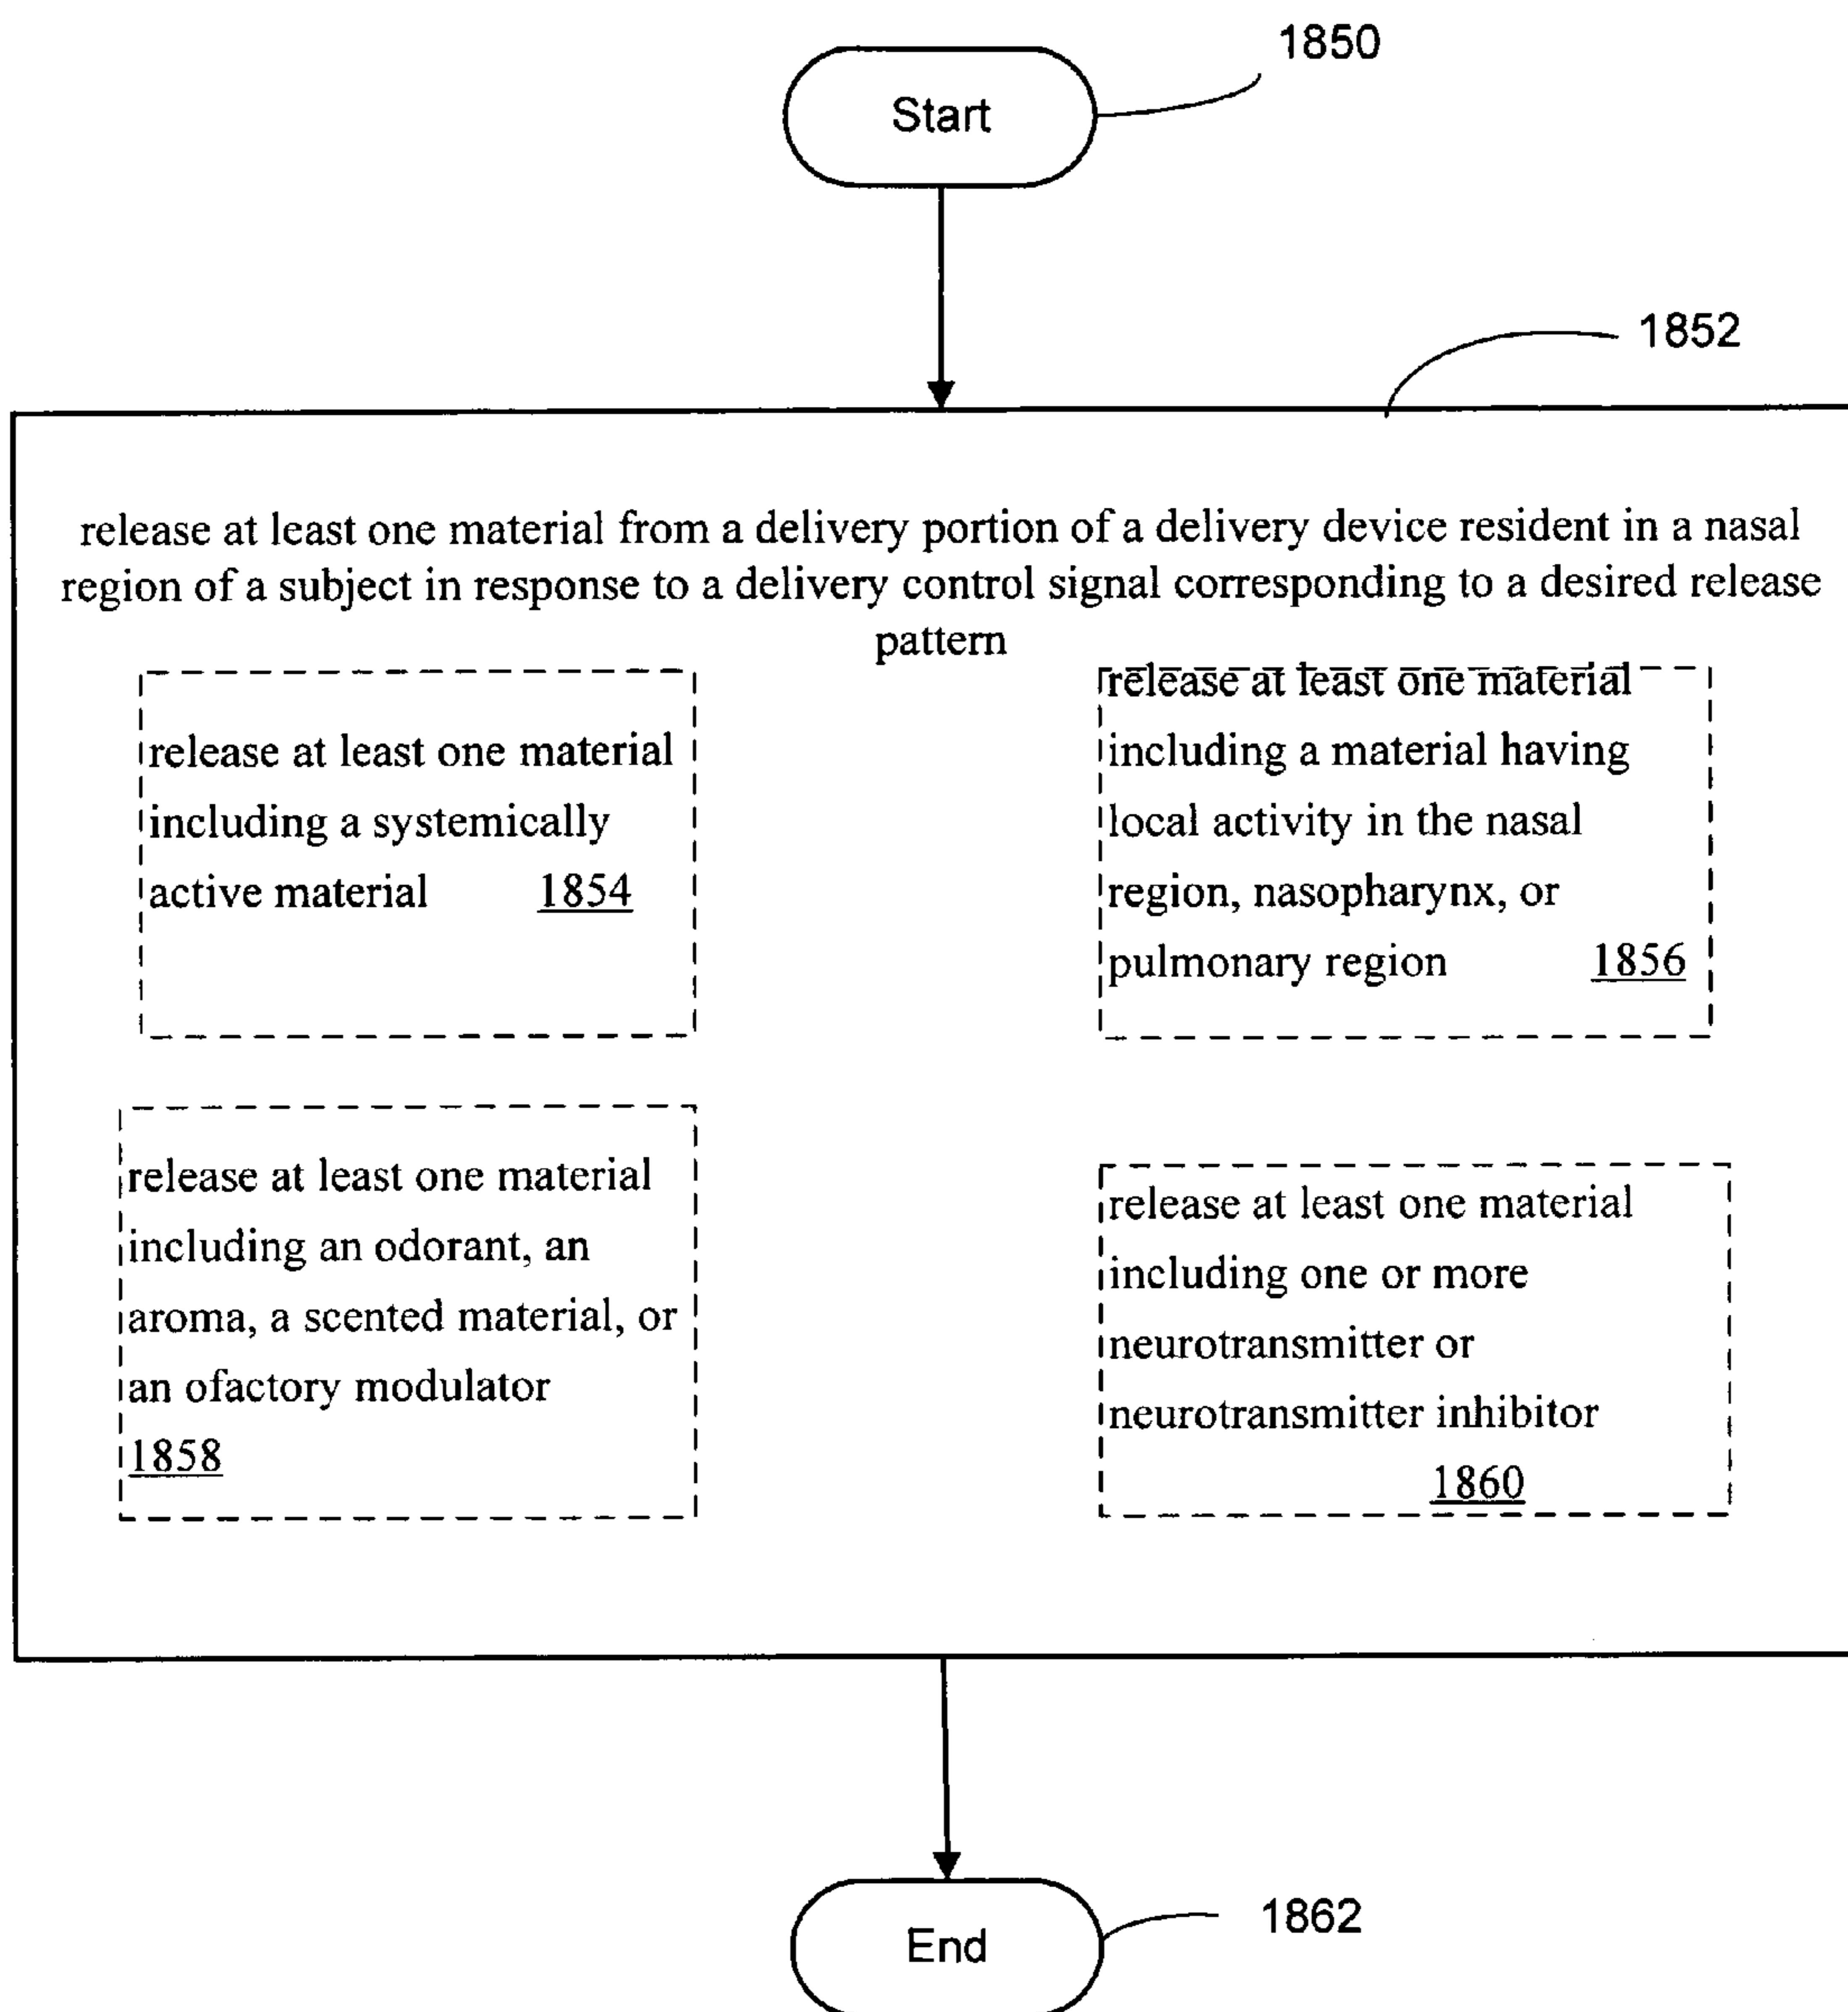 1850
Start
1852
release at least one material from a delivery portion of a delivery device resident in a nasal
region of a subject in response to a delivery control signal corresponding to a desired release
pattern
release at least one material
including a systemically
active material 1854
release at least one material
including a material having
local activity in the nasal
region, nasopharynx, or
pulmonary region 1856
release at least one material
including an odorant, an
aroma, a scented material, or
an ofactory modulator
1858
release at least one material
including one or more
neurotransmitter or
neurotransmitter inhibitor
1860
End
1862